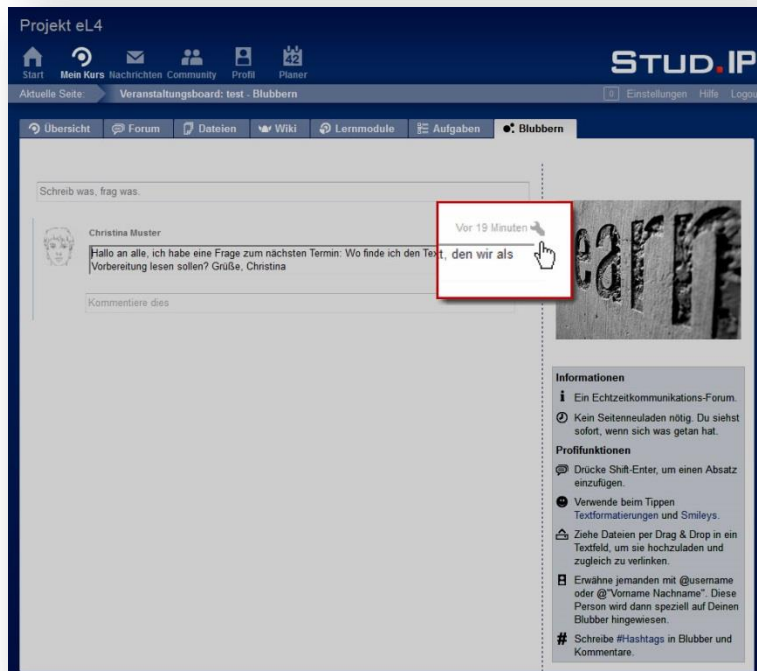 Projekt eL4
42
Start Mein Kurs Nachrichten Community Profil Planer
STUD.IP
Aktuelle Seite: Veranstaltungsboard: test - Blubbern
0 Einstellungen Hilfe Logou
Übersicht Forum Dateien Wiki Lernmodule Aufgaben Blubbern
Schreib was, frag was.
Christina Muster
Vor 19 Minuten
Hallo an alle, ich habe eine Frage zum nächsten Termin: Wo finde ich den Text, den wir als
Vorbereitung lesen sollen? Grüße, Christina
Kommentiere dies
earn
Informationen
Ein Echtzeitkommunikations-Forum.
Kein Seitenneuladen nötig. Du siehst
sofort, wenn sich was getan hat.
Profifunktionen
Drücke Shift-Enter, um einen Absatz
einzufügen.
Verwende beim Tippen
Textformatierungen und Smileys.
Ziehe Dateien per Drag & Drop in ein
Textfeld, um sie hochzuladen und
zugleich zu verlinken.
Erwähne jemanden mit @username
oder @"Vorname Nachname". Diese
Person wird dann speziell auf Deinen
Blubber hingewiesen.
# Schreibe #Hashtags in Blubber und
Kommentare.